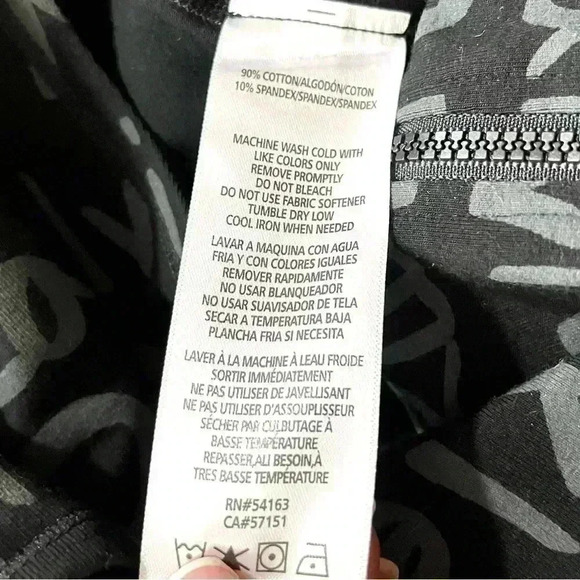 90% COTTON/ALGODÓN/COTON
10% SPANDEX/SPANDEX/SPANDEX
MACHINE WASH COLD WITH
LIKE COLORS ONLY
REMOVE PROMPTLY
DO NOT BLEACH
DO NOT USE FABRIC SOFTENER
TUMBLE DRY LOW
COOL IRON WHEN NEEDED
LAVAR A MAQUINA CON AGUA
FRIA Y CON COLORES IGUALES
REMOVER RAPIDAMENTE
NO USAR BLANQUEADOR
NO USAR SUAVISADOR DE TELA
SECAR A TEMPERATURA BAJA
PLANCHA FRIA SI NECESITA
LAVER À LA MACHINE À LEAU FROIDE
SORTIR IMMÉDIATEMENT
NE PAS UTILISER DE JAVELLISANT
NE PAS UTILISER D'ASSOUPLISSEUR
SÉCHER PAR CULBUTAGE À
BASSE TEMPÉRATURE
REPASSER,AU BESOIN,À
TRES BASSE TEMPÉRATURE
RN#54163
CA#57151